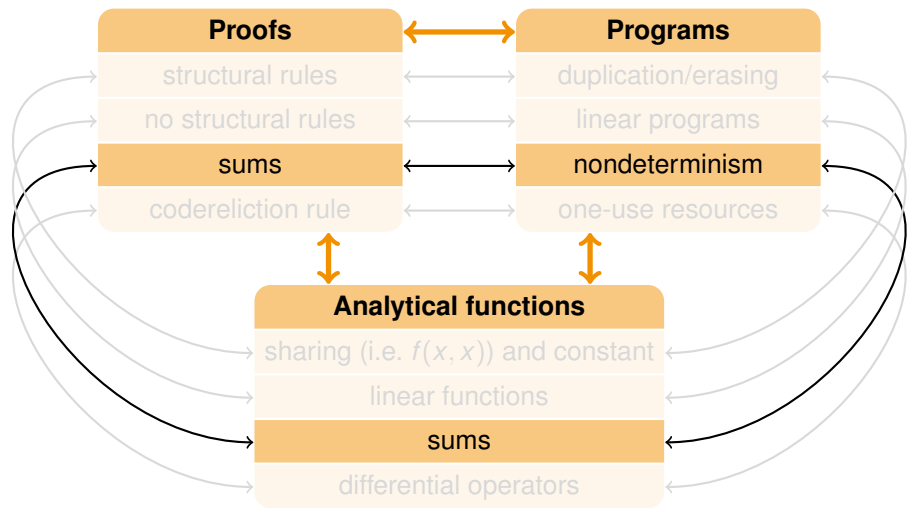 Proofs
structural rules
no structural rules
sums
codereliction rule
Programs
duplication/erasing
linear programs
nondeterminism
one-use resources
Analytical functions
sharing (i.e. f(x, x)) and constant
linear functions
sums
differential operators